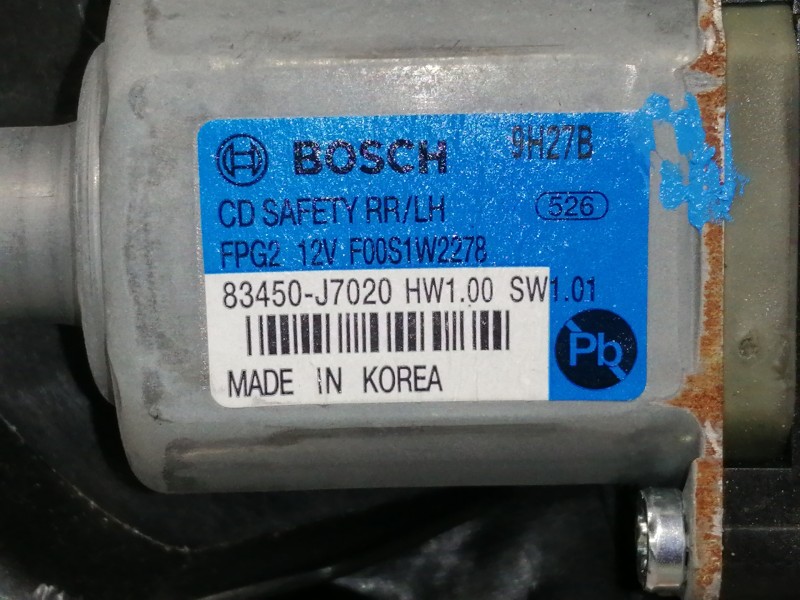 BOSCH 9H27B
CD SAFETY RR/LH 526
FPG2 12V F00S1W2278
83450-J7020 HW1.00 SW1.01
Pb
MADE IN KOREA